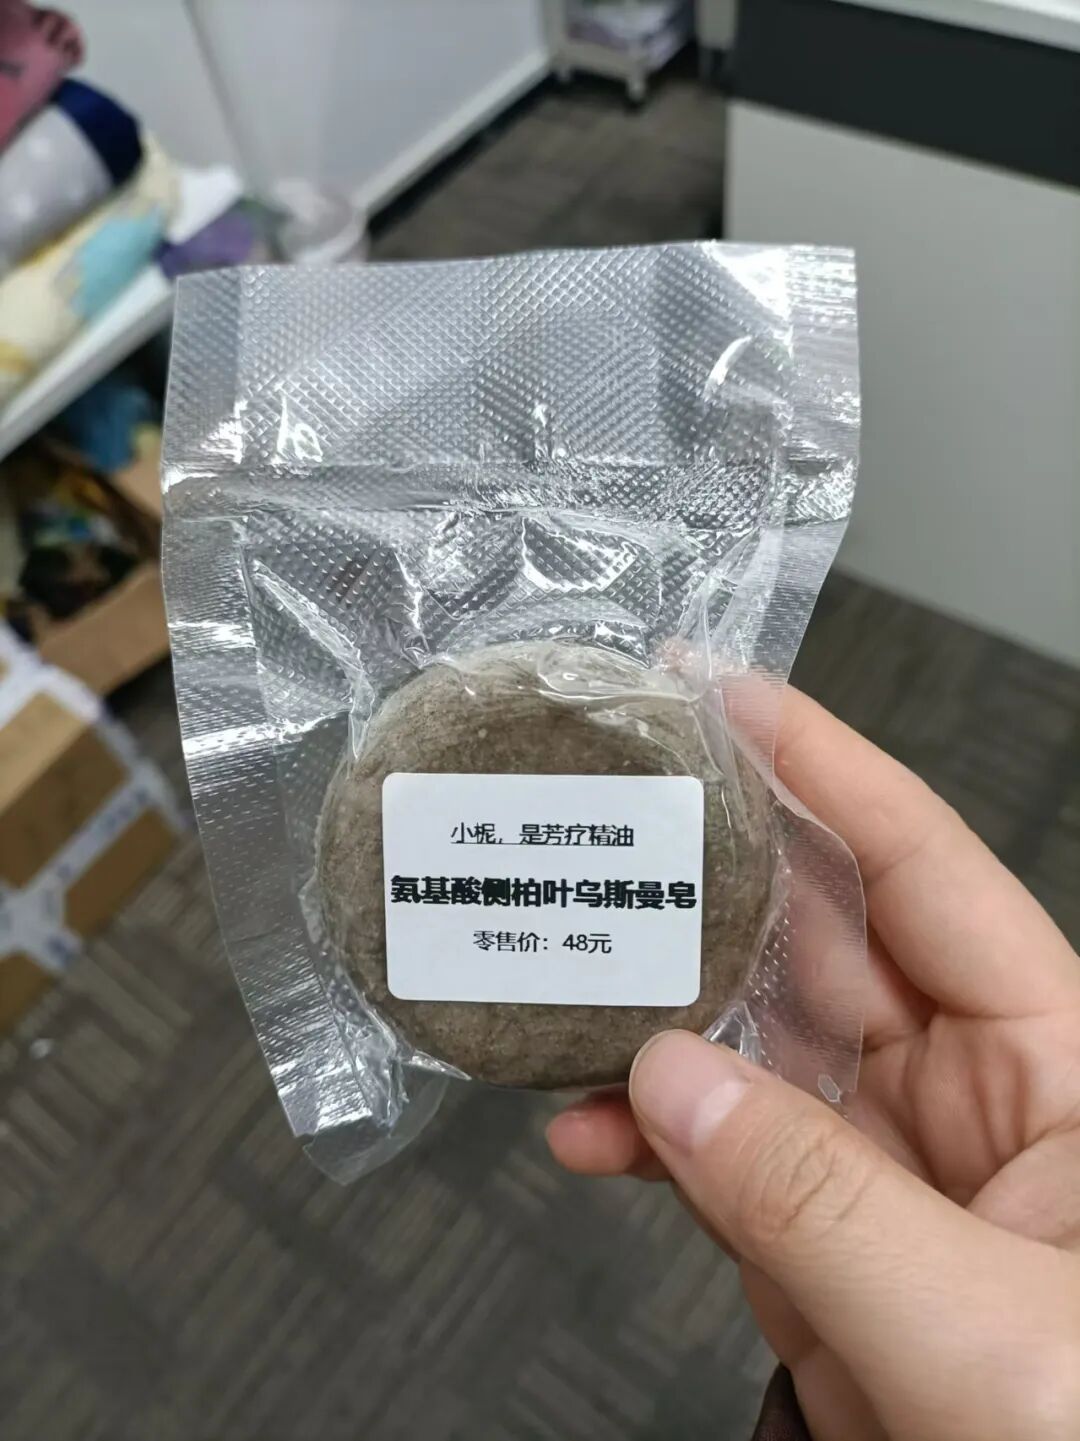 小柅，是芳疗精油
氨基酸侧柏叶乌斯曼皂
零售价：48元